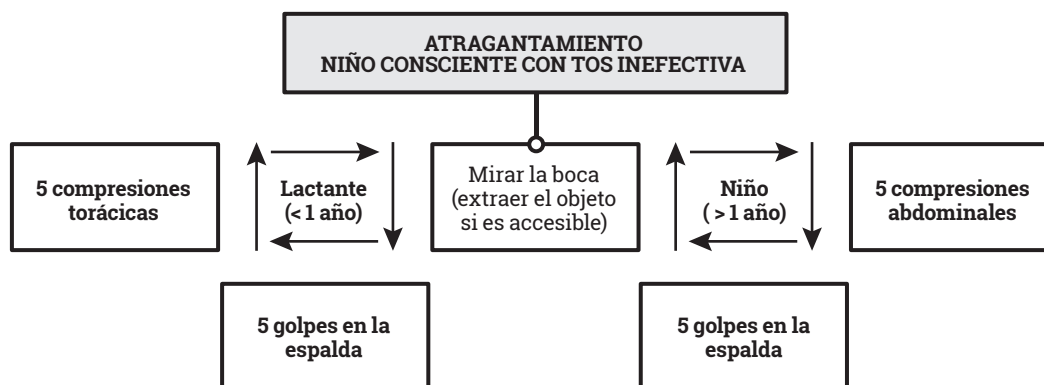 ATRAGANTAMIENTO
NIÑO CONSCIENTE CON TOS INEFECTIVA
5 compresiones
torácicas
Lactante
(< 1 año)
Mirar la boca
(extraer el objeto
si es accesible)
Niño
( > 1 año)
5 compresiones
abdominales
5 golpes en la
espalda
5 golpes en la
espalda